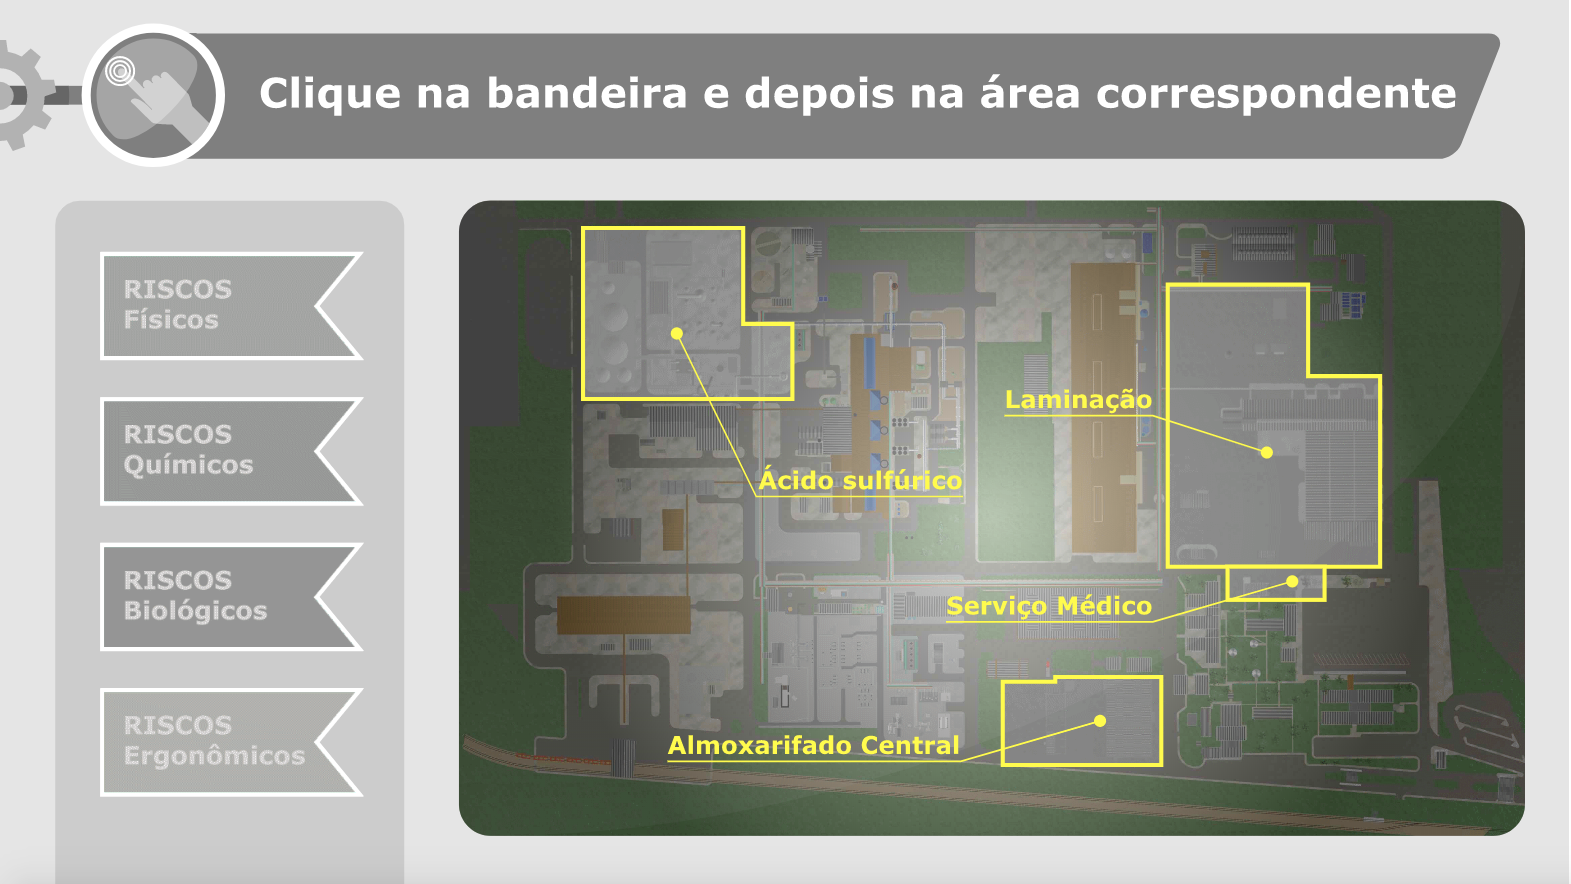 Clique na bandeira e depois na área correspondente
RISCOS
Físicos
RISCOS
Químicos
RISCOS
Biológicos
RISCOS
Ergonômicos
Laminação
Ácido sulfúrico
Serviço Médico
Almoxarifado Central